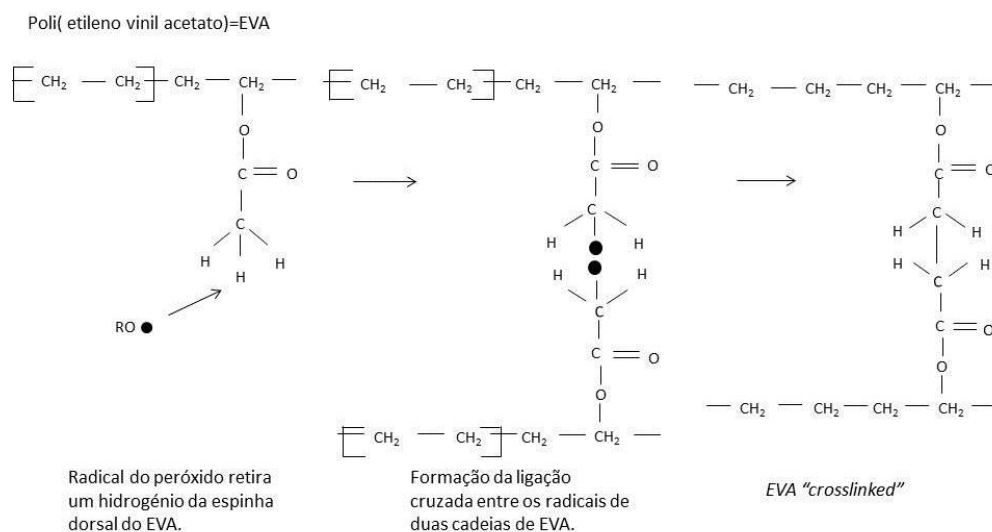 Poli( etileno vinil acetato)=EVA
CH₂ CH₂ CH₂ CH₂
O
C O
C
H H H
RO
CH₂ CH₂ CH₂ CH₂
O
C O
C
H H
H H
C
C O
O
CH₂ CH₂ CH₂ CH₂
CH₂ CH₂ CH₂ CH₂
O
C O
C
H H
H H
C
C O
O
CH₂ CH₂ CH₂ CH₂
Radical do peróxido retira
um hidrogénio da espinha
dorsal do EVA.
Formação da ligação
cruzada entre os radicais de
duas cadeias de EVA.
EVA “crosslinked”